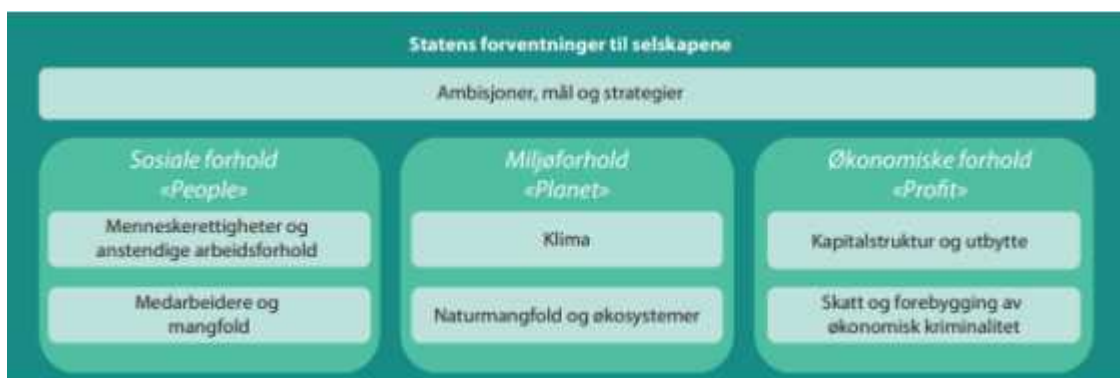 Statens forventninger til selskapene
Ambisjoner, mål og strategier
Sosiale forhold
«People»
Menneskerettigheter og
anstendige arbeidsforhold
Medarbeidere og
mangfold
Miljøforhold
«Planet»
Klima
Naturmangfold og økosystemer
Økonomiske forhold
«Profit»
Kapitalstruktur og utbytte
Skatt og forebygging av
økonomisk kriminalitet